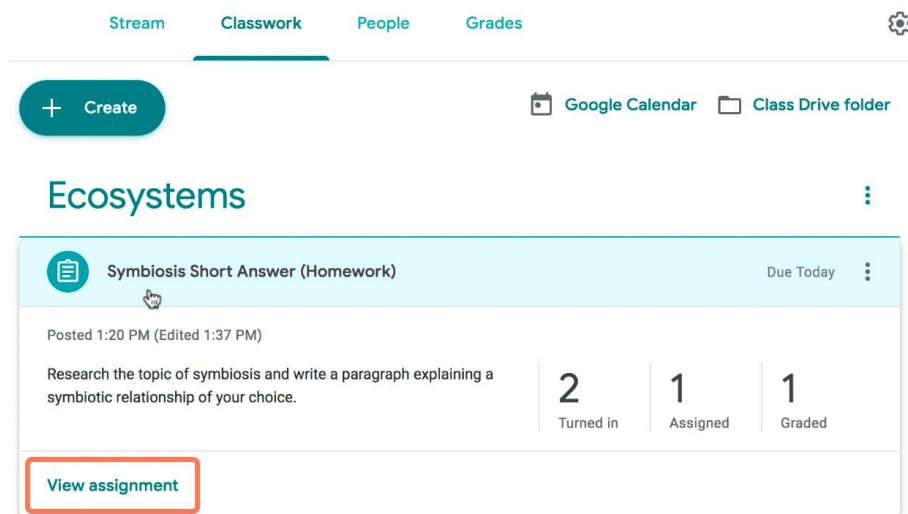 Stream Classwork People Grades
+ Create
Google Calendar Class Drive folder
Ecosystems
Symbiosis Short Answer (Homework) Due Today
Posted 1:20 PM (Edited 1:37 PM)
Research the topic of symbiosis and write a paragraph explaining a
symbiotic relationship of your choice.
2 1 1
Turned in Assigned Graded
View assignment